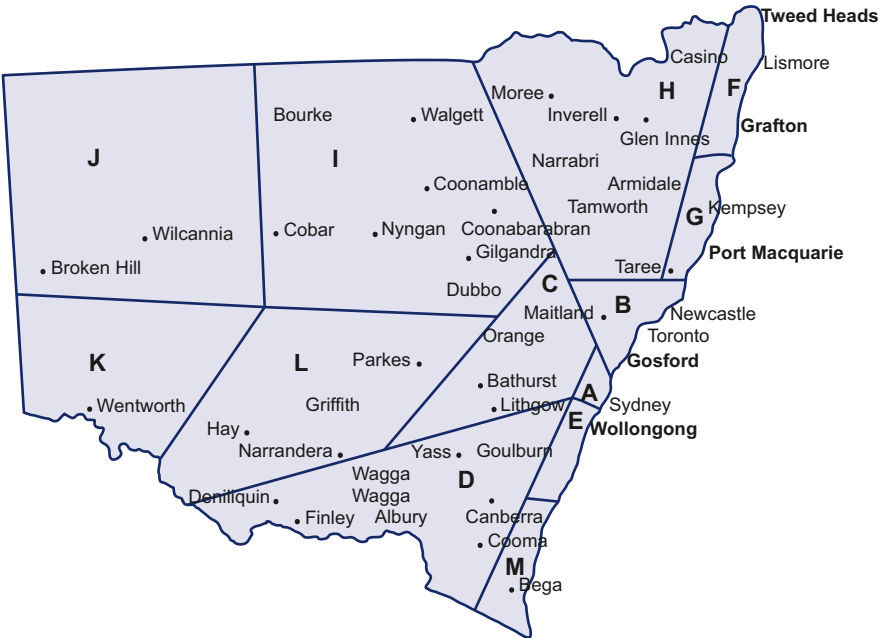 Tweed Heads
Casino
Lismore
Moree
H
F
Bourke
Walgett
Inverell
Grafton
Glen Innes
J
I
Narrabri
Coonamble
Armidale
Tamworth
G
Kempsey
Wilcannia
Cobar
Nyngan
Coonabarabran
Gilgandra
Port Macquarie
Broken Hill
Taree
Dubbo
C
Maitland
B
Newcastle
Orange
Toronto
K
L
Parkes
Gosford
Bathurst
A
Wentworth
Griffith
Lithgow
Sydney
E
Wollongong
Hay
Narrandera
Yass
Goulburn
Wagga
Wagga
D
Deniliquin
Finley
Albury
Canberra
Cooma
M
Bega